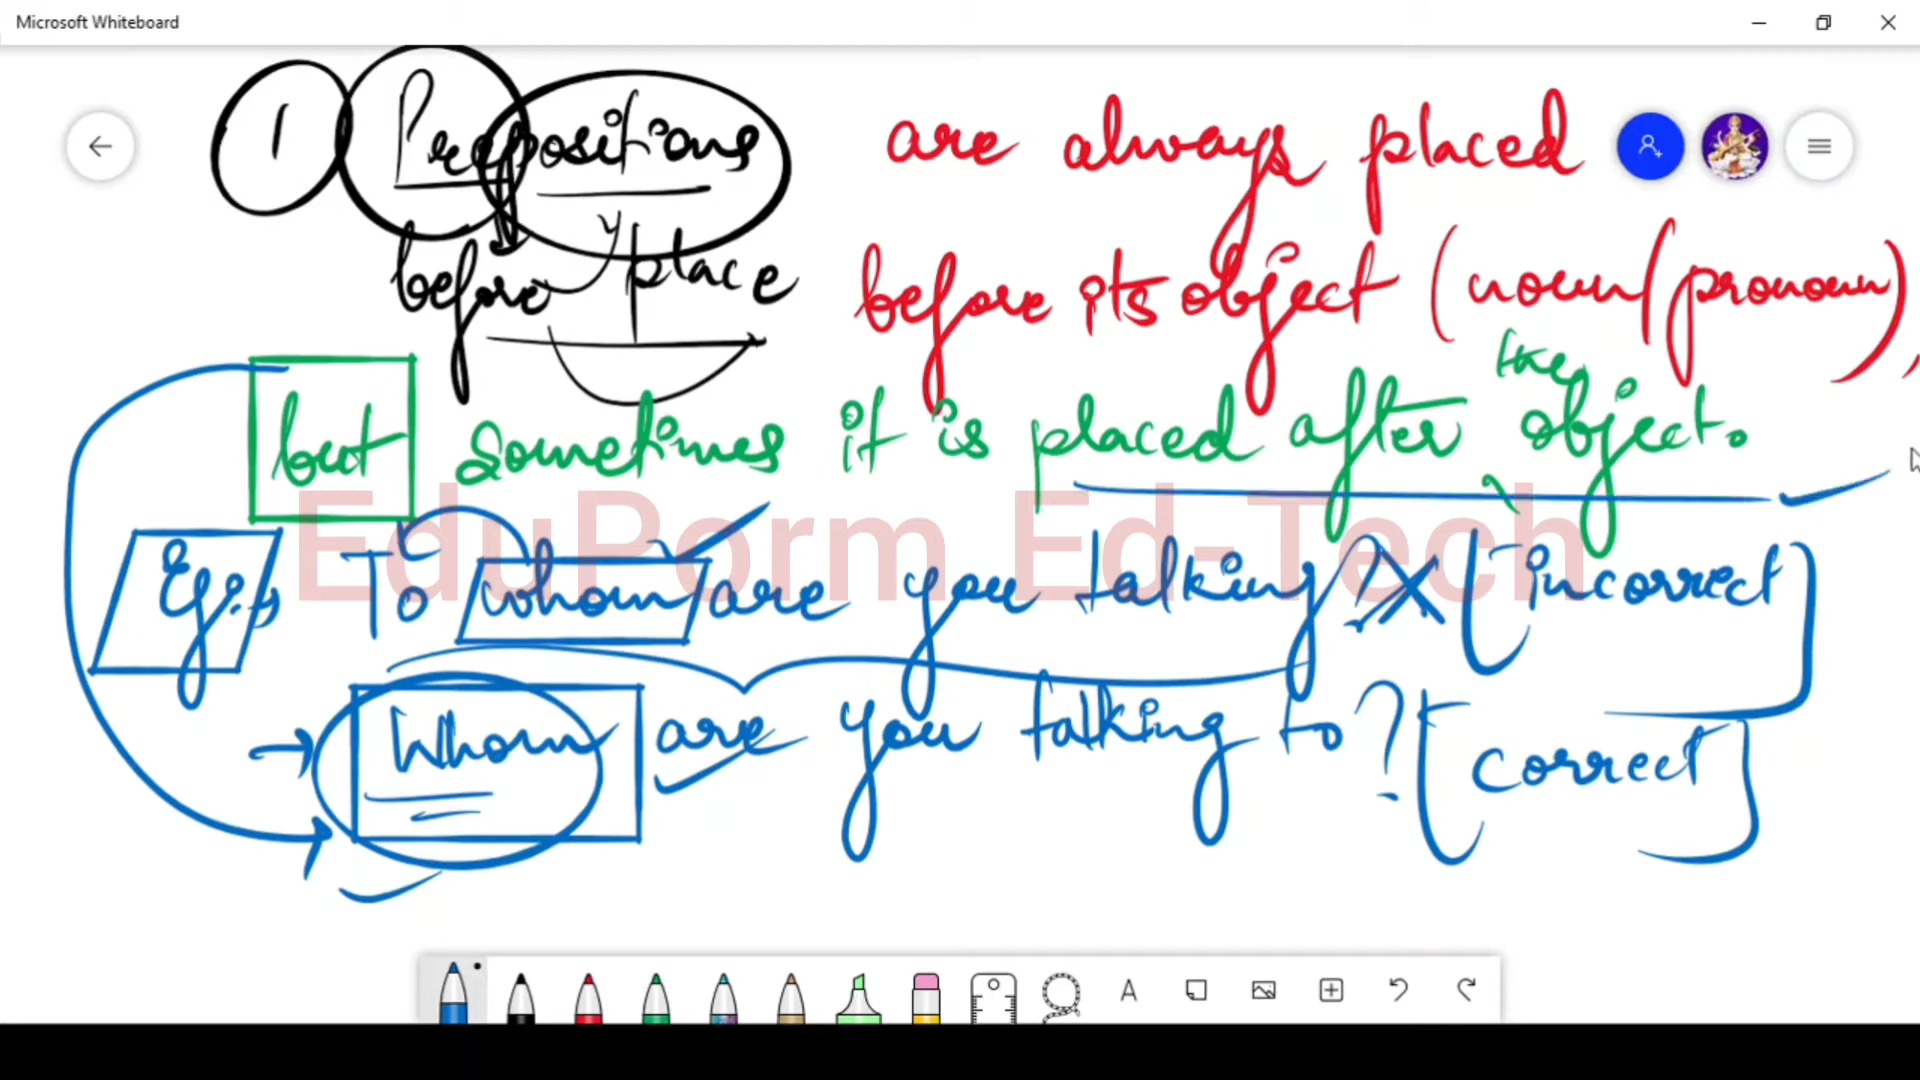 Microsoft Whiteboard
1 Prepositions are always placed
before place before its object (noun/pronoun),
but sometimes it is placed after the object.
EduPorm Ed-Tech
Eg:s To whom are you talking? X [incorrect]
→ Whom are you talking to? [correct]